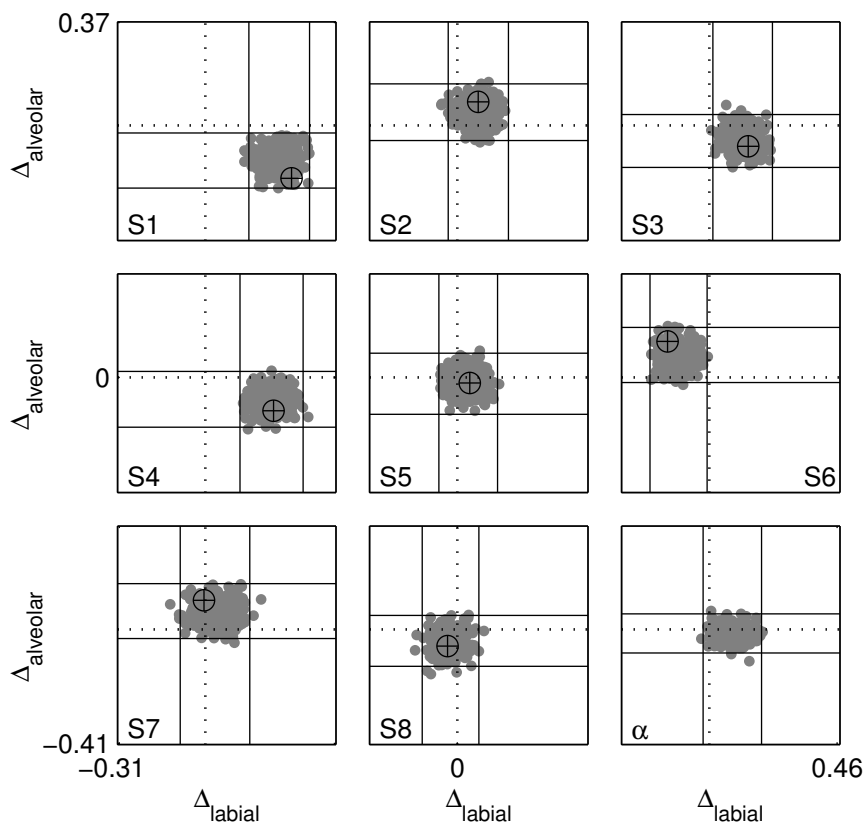 0.37
Δalveolar
S1
S2
S3
0
Δalveolar
S4
S5
S6
Δalveolar
S7
S8
α
−0.41
−0.31
0
0.46
Δlabial
Δlabial
Δlabial